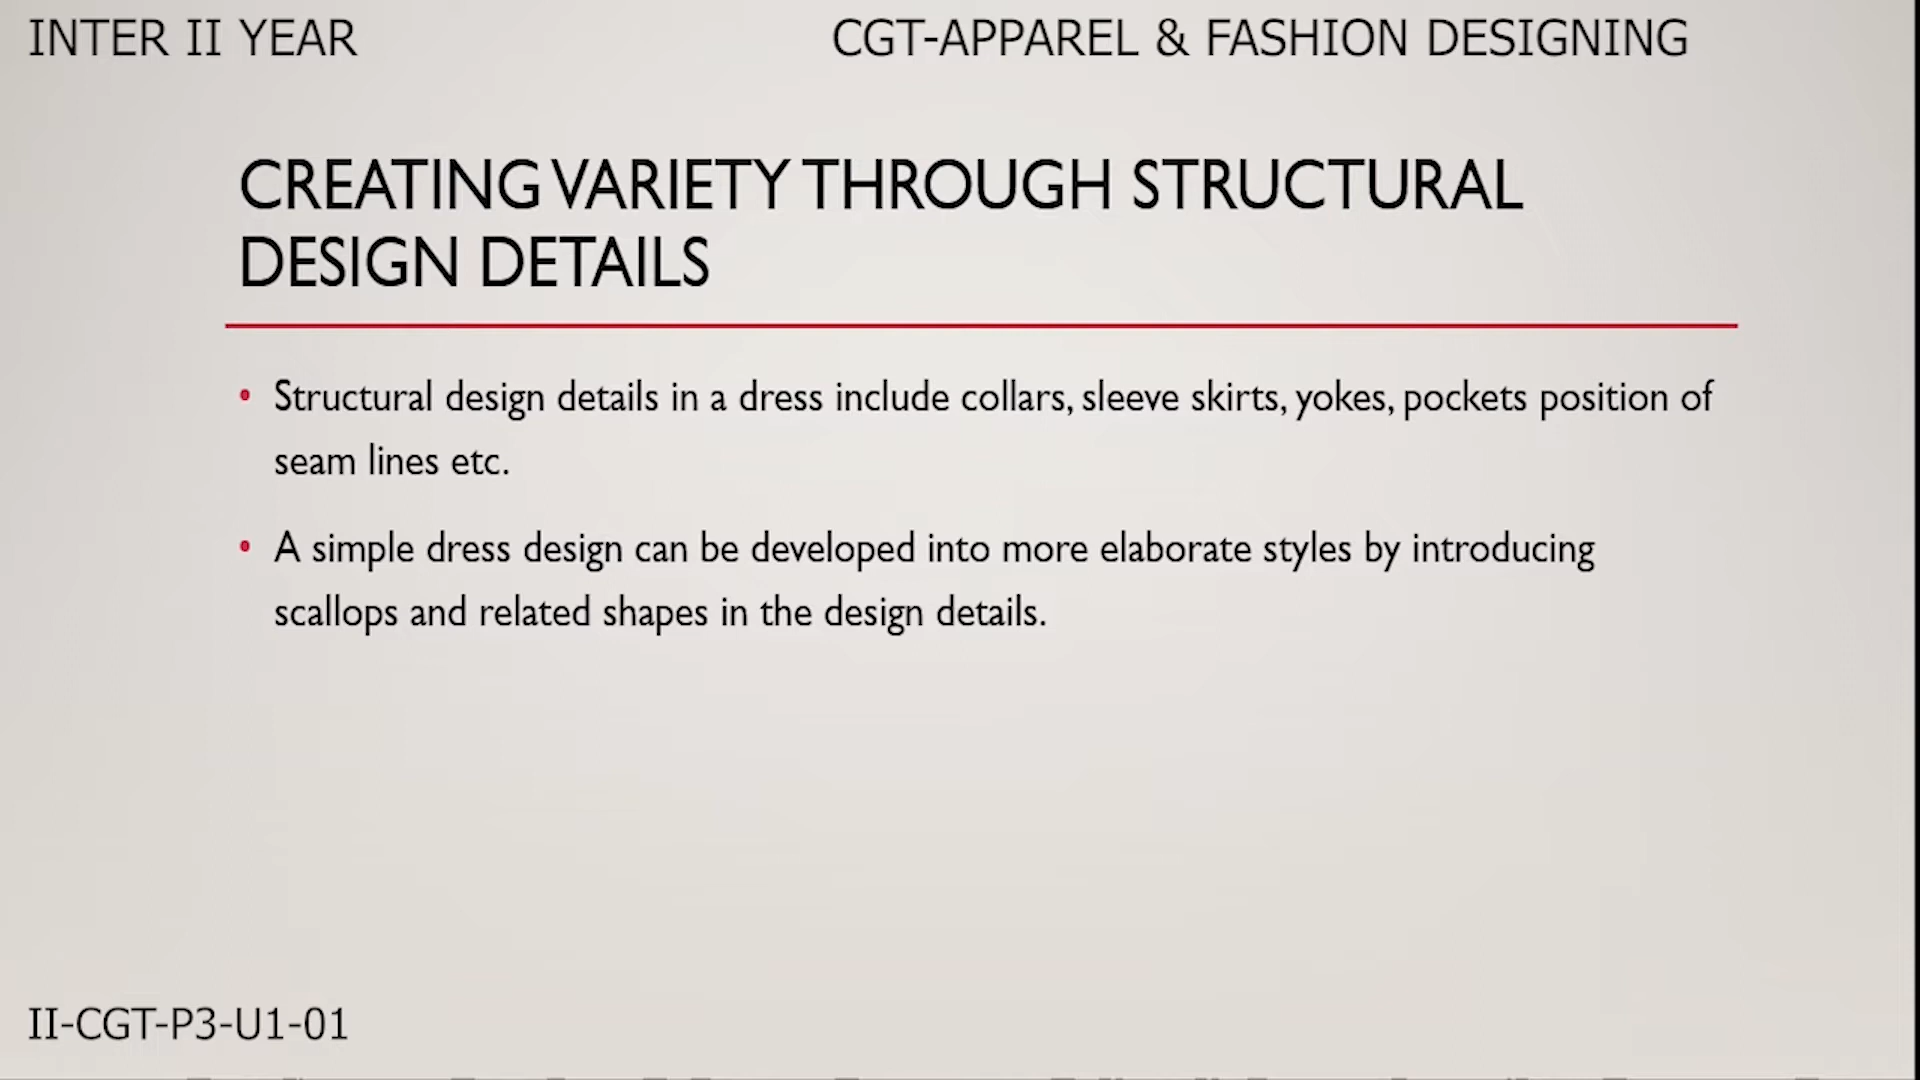 INTER II YEAR
CGT-APPAREL & FASHION DESIGNING
CREATING VARIETY THROUGH STRUCTURAL
DESIGN DETAILS
• Structural design details in a dress include collars, sleeve skirts, yokes, pockets position of
seam lines etc.
• A simple dress design can be developed into more elaborate styles by introducing
scallops and related shapes in the design details.
II-CGT-P3-U1-01